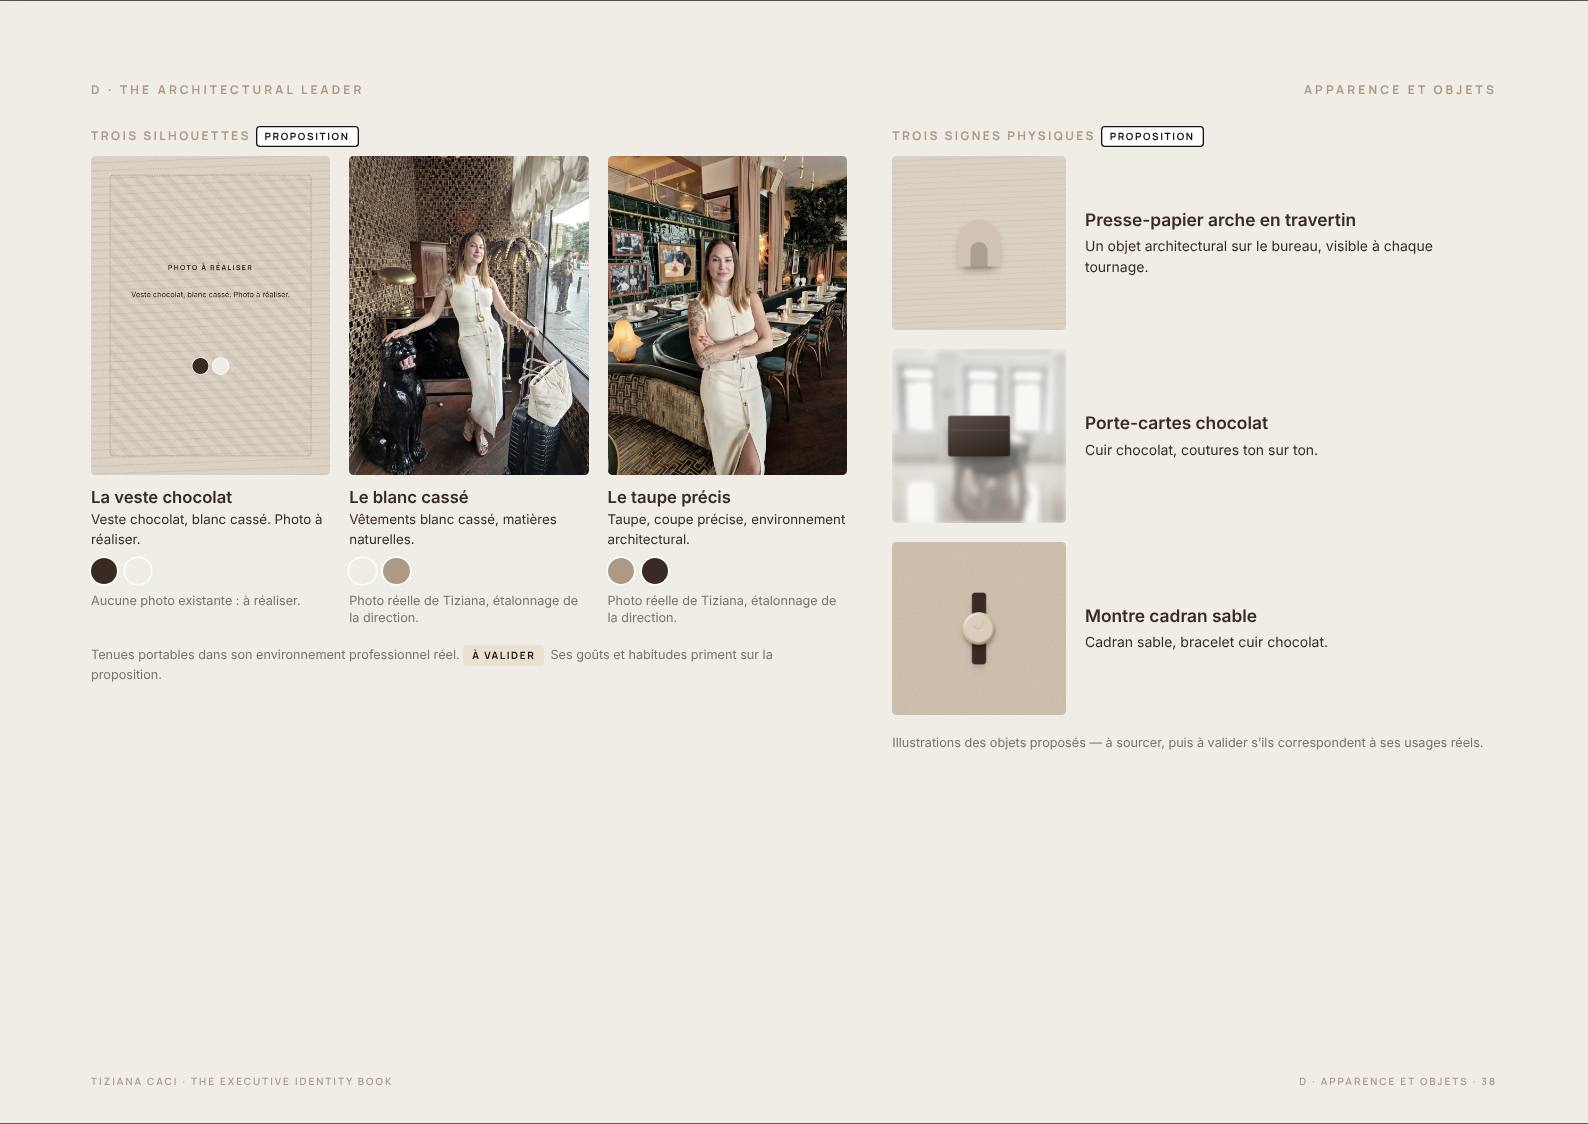 D · THE ARCHITECTURAL LEADER
APPARENCE ET OBJETS
TROIS SILHOUETTES PROPOSITION
PHOTO À RÉALISER
Veste chocolat, blanc cassé. Photo à réaliser.
La veste chocolat
Veste chocolat, blanc cassé. Photo à
réaliser.
Aucune photo existante : à réaliser.
Le blanc cassé
Vêtements blanc cassé, matières
naturelles.
Photo réelle de Tiziana, étalonnage de
la direction.
Le taupe précis
Taupe, coupe précise, environnement
architectural.
Photo réelle de Tiziana, étalonnage de
la direction.
Tenues portables dans son environnement professionnel réel. À VALIDER Ses goûts et habitudes priment sur la
proposition.
TROIS SIGNES PHYSIQUES PROPOSITION
Presse-papier arche en travertin
Un objet architectural sur le bureau, visible à chaque
tournage.
Porte-cartes chocolat
Cuir chocolat, coutures ton sur ton.
Montre cadran sable
Cadran sable, bracelet cuir chocolat.
Illustrations des objets proposés — à sourcer, puis à valider s’ils correspondent à ses usages réels.
TIZIANA CACI · THE EXECUTIVE IDENTITY BOOK
D · APPARENCE ET OBJETS · 38